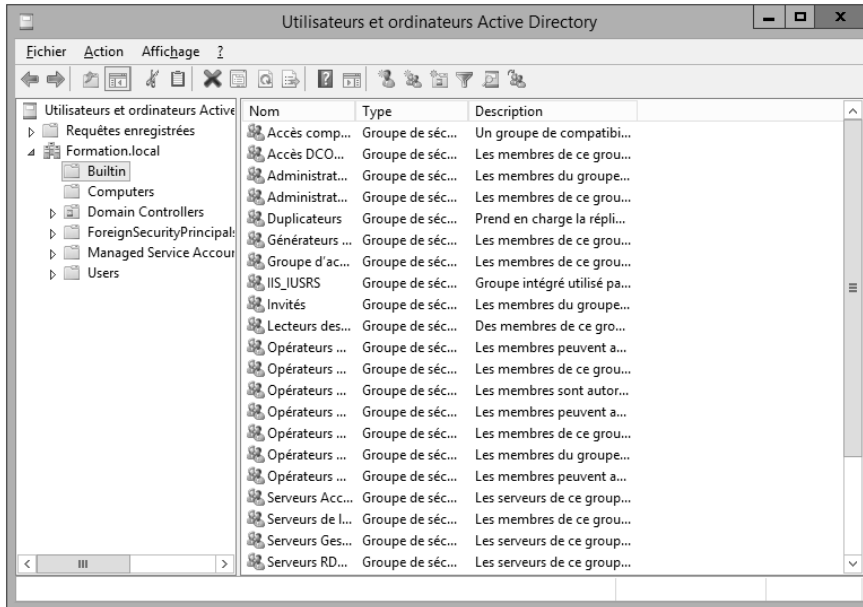 Utilisateurs et ordinateurs Active Directory
Fichier Action Affichage ?
Utilisateurs et ordinateurs Active
Requêtes enregistrées
Formation.local
Builtin
Computers
Domain Controllers
ForeignSecurityPrincipals
Managed Service Accour
Users
Nom Type Description
Accès comp... Groupe de séc... Un groupe de compatibi...
Accès DCO... Groupe de séc... Les membres de ce grou...
Administrat... Groupe de séc... Les membres du groupe...
Administrat... Groupe de séc... Les membres de ce grou...
Duplicateurs Groupe de séc... Prend en charge la répli...
Générateurs ... Groupe de séc... Les membres de ce grou...
Groupe d'ac... Groupe de séc... Les membres de ce grou...
IIS_IUSRS Groupe de séc... Groupe intégré utilisé pa...
Invités Groupe de séc... Les membres du groupe...
Lecteurs des... Groupe de séc... Des membres de ce gro...
Opérateurs ... Groupe de séc... Les membres peuvent a...
Opérateurs ... Groupe de séc... Les membres de ce grou...
Opérateurs ... Groupe de séc... Les membres sont autor...
Opérateurs ... Groupe de séc... Les membres peuvent a...
Opérateurs ... Groupe de séc... Les membres de ce grou...
Opérateurs ... Groupe de séc... Les membres du groupe...
Opérateurs ... Groupe de séc... Les membres peuvent a...
Serveurs Acc... Groupe de séc... Les serveurs de ce group...
Serveurs de l... Groupe de séc... Les membres de ce grou...
Serveurs Ges... Groupe de séc... Les serveurs de ce group...
Serveurs RD... Groupe de séc... Les serveurs de ce group...